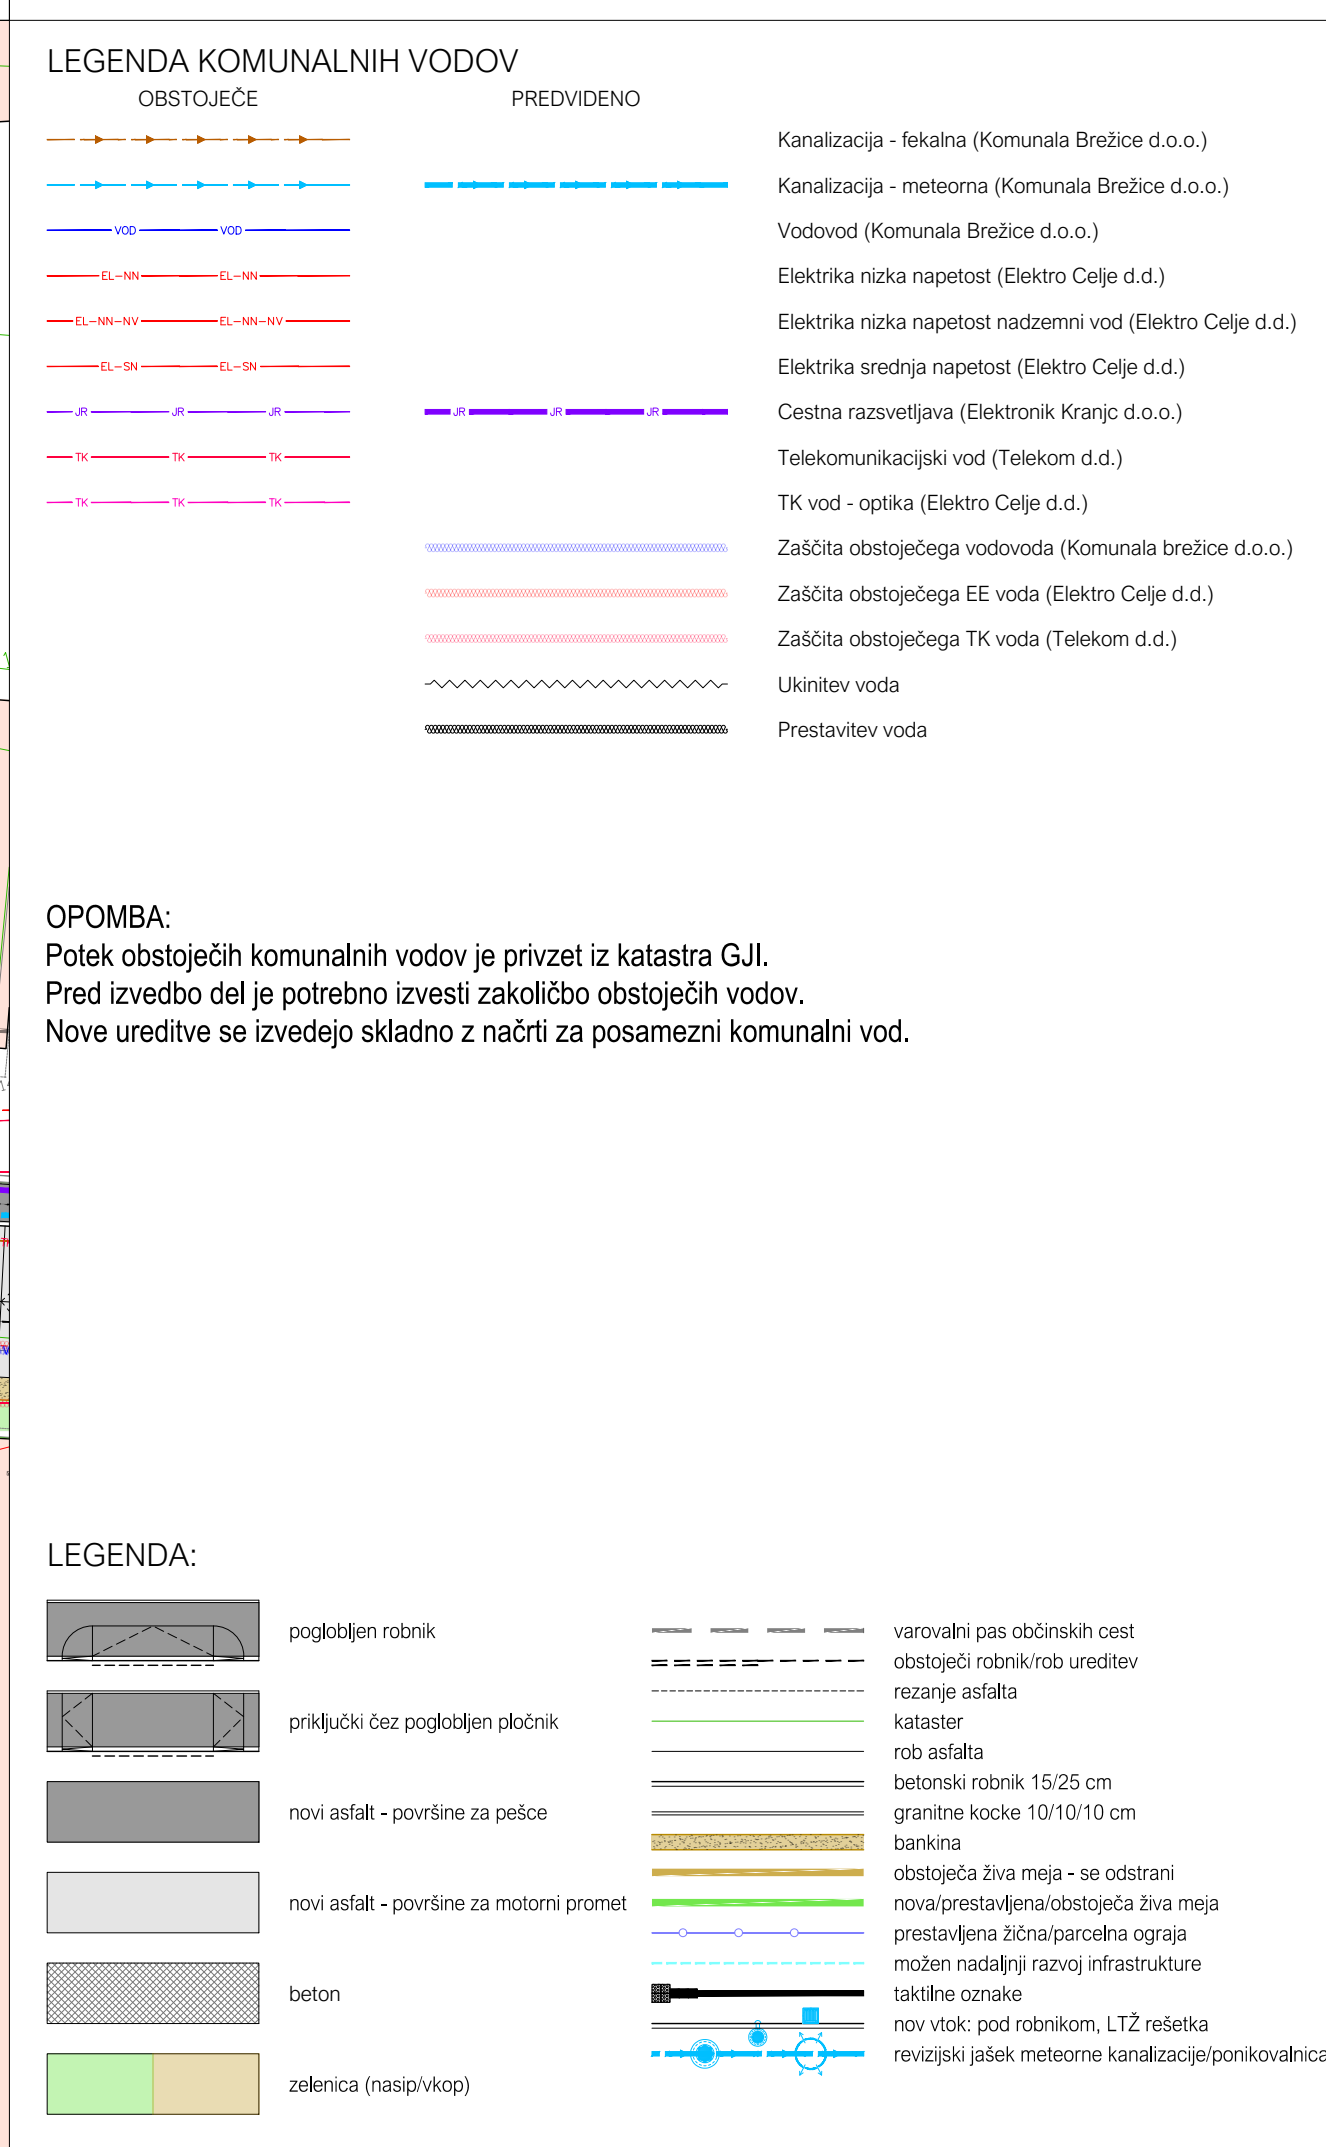 LEGENDA KOMUNALNIH VODOV
OBSTOJEČE PREDVIDENO
Kanalizacija - fekalna (Komunala Brežice d.o.o.)
Kanalizacija - meteorna (Komunala Brežice d.o.o.)
VOD VOD Vodovod (Komunala Brežice d.o.o.)
EL-NN EL-NN Elektrika nizka napetost (Elektro Celje d.d.)
EL-NN-NV EL-NN-NV Elektrika nizka napetost nadzemni vod (Elektro Celje d.d.)
EL-SN EL-SN Elektrika srednja napetost (Elektro Celje d.d.)
JR JR JR JR JR JR Cestna razsvetljava (Elektronik Kranjc d.o.o.)
TK TK TK Telekomunikacijski vod (Telekom d.d.)
TK TK TK TK vod - optika (Elektro Celje d.d.)
Zaščita obstoječega vodovoda (Komunala brežice d.o.o.)
Zaščita obstoječega EE voda (Elektro Celje d.d.)
Zaščita obstoječega TK voda (Telekom d.d.)
Ukinitev voda
Prestavitev voda
OPOMBA:
Potek obstoječih komunalnih vodov je privzet iz katastra GJI.
Pred izvedbo del je potrebno izvesti zakoličbo obstoječih vodov.
Nove ureditve se izvedejo skladno z načrti za posamezni komunalni vod.
LEGENDA:
poglobljen robnik
priključki čez poglobljen pločnik
novi asfalt - površine za pešce
novi asfalt - površine za motorni promet
beton
zelenica (nasip/vkop)
varovalni pas občinskih cest
obstoječi robnik/rob ureditev
rezanje asfalta
kataster
rob asfalta
betonski robnik 15/25 cm
granitne kocke 10/10/10 cm
bankina
obstoječa živa meja - se odstrani
nova/prestavljena/obstoječa živa meja
prestavljena žična/parcelna ograja
možen nadaljnji razvoj infrastrukture
taktilne oznake
nov vtok: pod robnikom, LTŽ rešetka
revizijski jašek meteorne kanalizacije/ponikovalnica